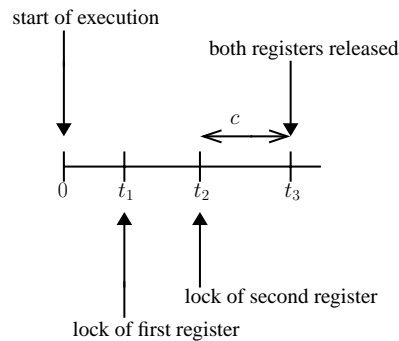 start of execution
both registers released
c
0 t₁ t₂ t₃
lock of second register
lock of first register